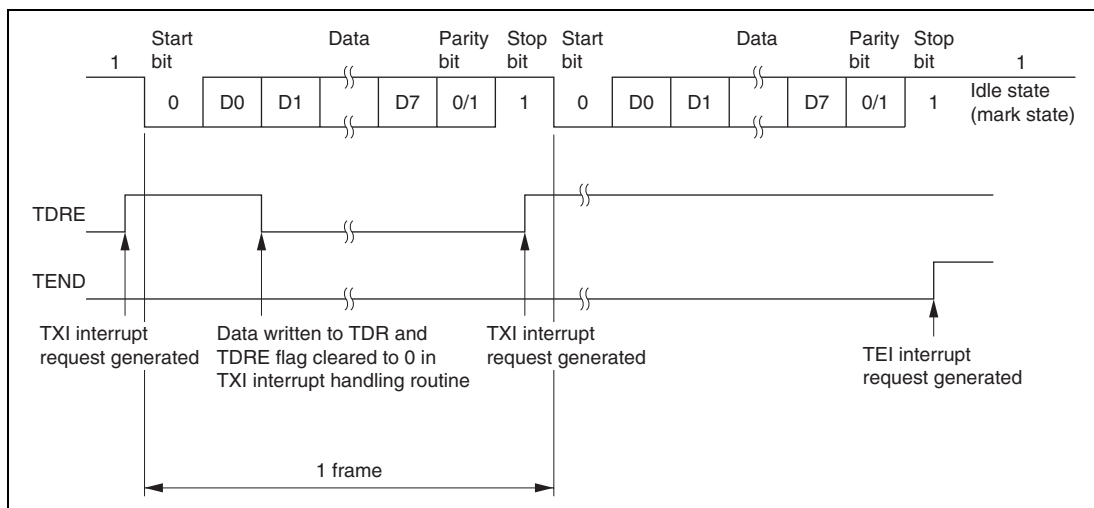 Start
bit
Data
Parity
bit
Stop
bit
Start
bit
Data
Parity
bit
Stop
bit
1
1
0
D0
D1
D7
0/1
1
0
D0
D1
D7
0/1
1
Idle state
(mark state)
TDRE
TEND
TXI interrupt
request generated
Data written to TDR and
TDRE flag cleared to 0 in
TXI interrupt handling routine
TXI interrupt
request generated
TEI interrupt
request generated
1 frame